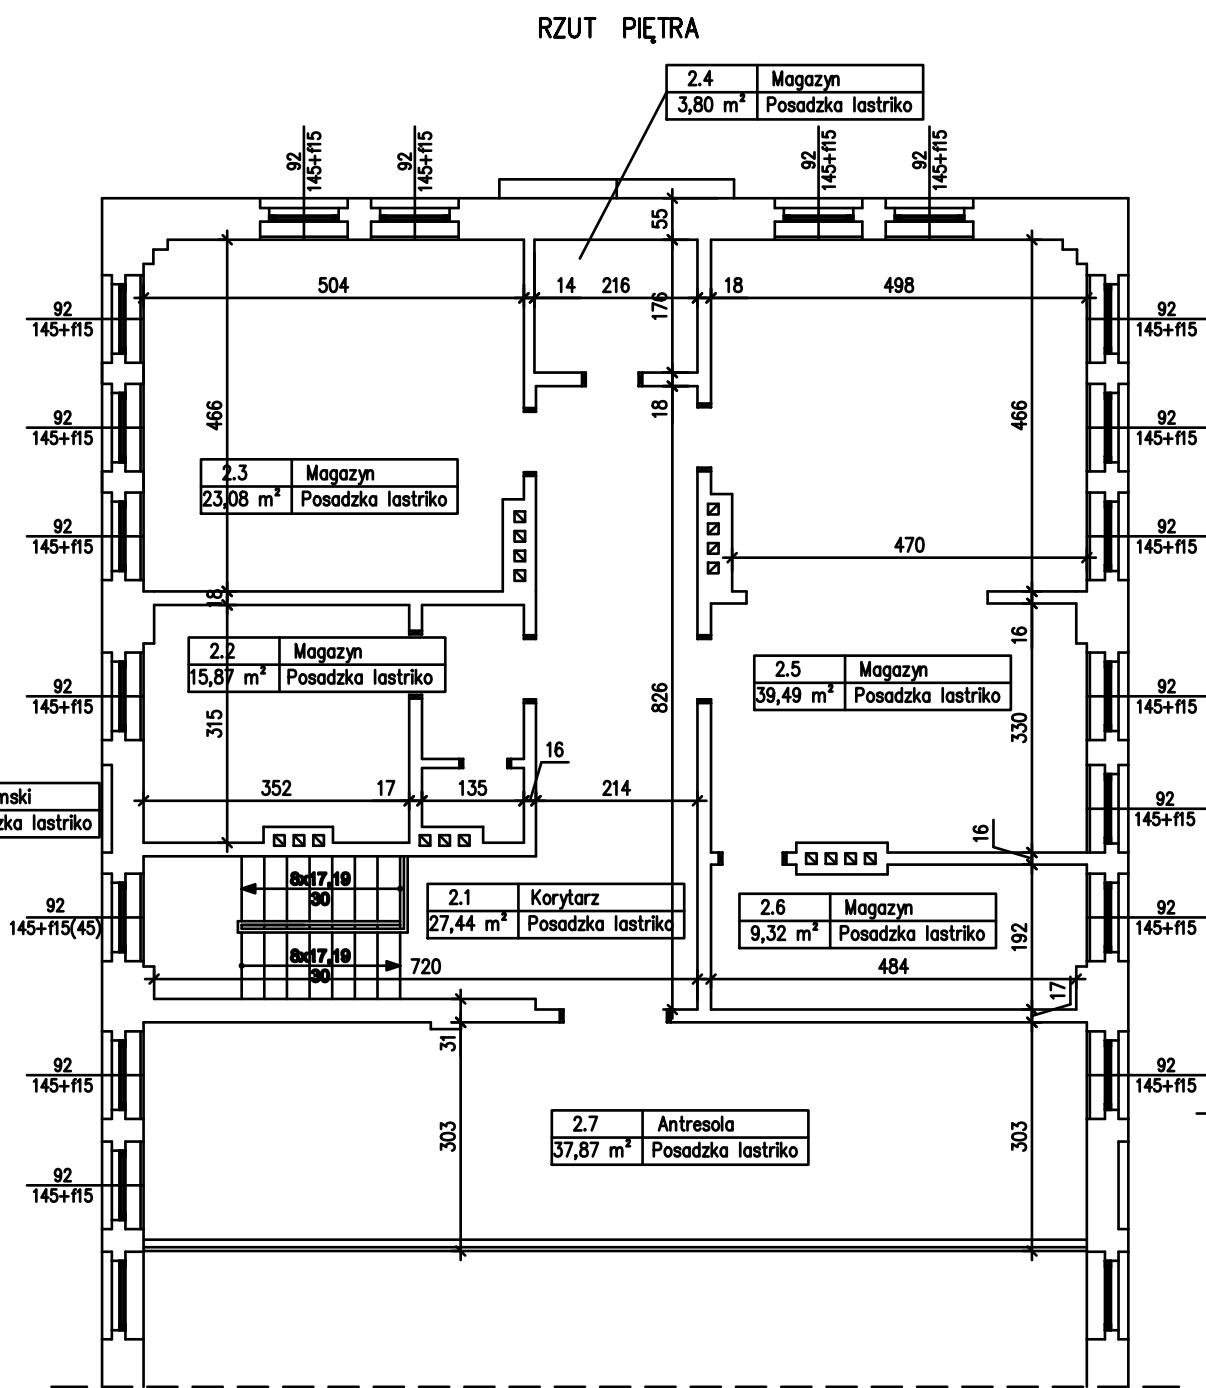 RZUT PIĘTRA
2.4 Magazyn
3,80 m² Posadzka lastriko
92
145+f15
92
145+f15
92
145+f15
92
145+f15
55
504
14
216
18
498
176
92
145+f15
92
145+f15
18
466
466
92
145+f15
92
145+f15
2.3 Magazyn
23,08 m² Posadzka lastriko
92
145+f15
92
145+f15
470
18
16
2.2 Magazyn
15,87 m² Posadzka lastriko
2.5 Magazyn
39,49 m² Posadzka lastriko
92
145+f15
92
145+f15
826
315
330
16
352
17
135
214
mski
zka lastriko
92
145+f15
16
8x17,19
30
2.1 Korytarz
27,44 m² Posadzka lastriko
2.6 Magazyn
9,32 m² Posadzka lastriko
92
145+f15(45)
92
145+f15
192
8x17,19
30
720
484
17
31
92
145+f15
92
145+f15
2.7 Antresola
37,87 m² Posadzka lastriko
303
303
92
145+f15